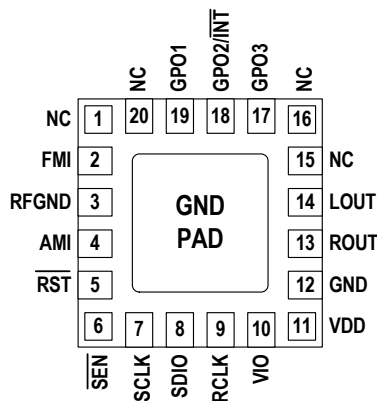 NC
GPO1
GPO2/INT
GPO3
NC
20
19
18
17
16
NC 1
FMI 2
RFGND 3
AMI 4
RST 5
GND
PAD
15 NC
14 LOUT
13 ROUT
12 GND
11 VDD
6
7
8
9
10
SEN
SCLK
SDIO
RCLK
VIO